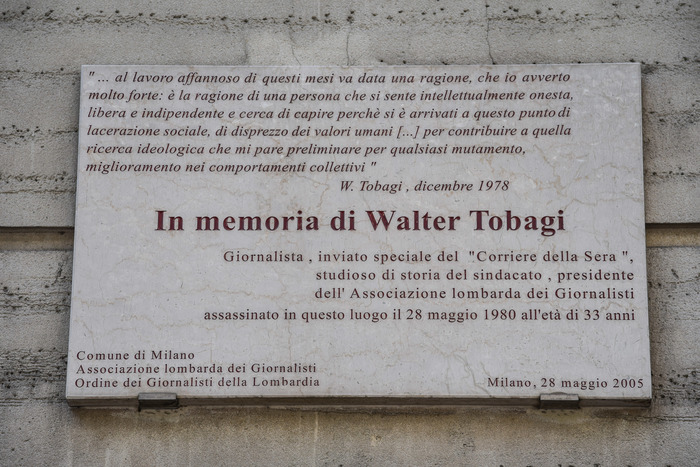 " ... al lavoro affannoso di questi mesi va data una ragione, che io avverto
molto forte: è la ragione di una persona che si sente intellettualmente onesta,
libera e indipendente e cerca di capire perchè si è arrivati a questo punto di
lacerazione sociale, di disprezzo dei valori umani [...] per contribuire a quella
ricerca ideologica che mi pare preliminare per qualsiasi mutamento,
miglioramento nei comportamenti collettivi "
W. Tobagi , dicembre 1978
In memoria di Walter Tobagi
Giornalista , inviato speciale del "Corriere della Sera ",
studioso di storia del sindacato , presidente
dell' Associazione lombarda dei Giornalisti
assassinato in questo luogo il 28 maggio 1980 all'età di 33 anni
Comune di Milano
Associazione lombarda dei Giornalisti
Ordine dei Giornalisti della Lombardia
Milano, 28 maggio 2005